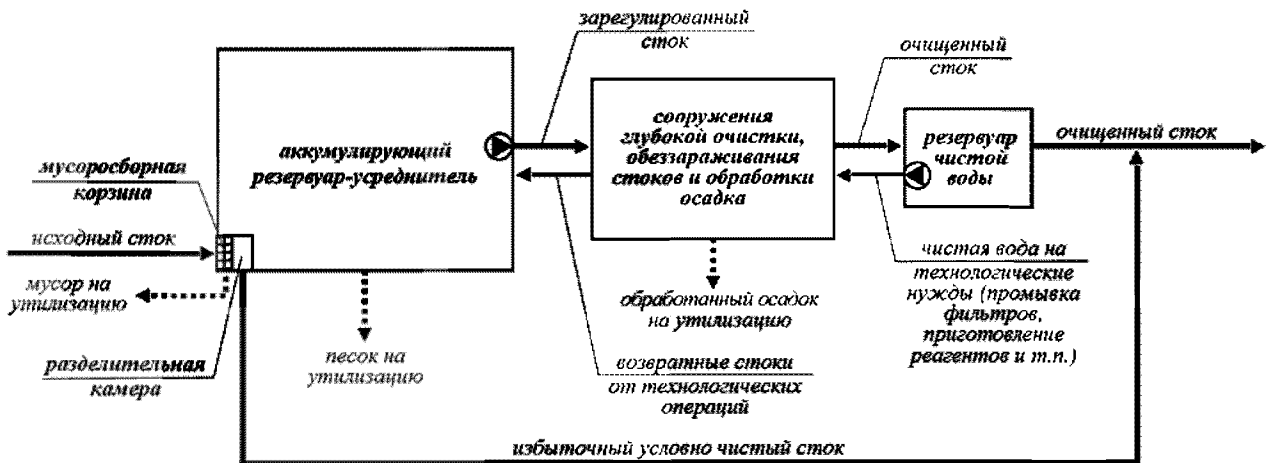 зарегулированный
сток
очищенный
сток
аккумулирующий
резервуар-усреднитель
сооружения
глубокой очистки,
обеззараживания
стоков и обработки
осадка
резервуар
чистой
воды
очищенный сток
мусоросборная
корзина
исходный сток
мусор на
утилизацию
разделительная
камера
песок на
утилизацию
обработанный осадок
на утилизацию
возвратные стоки
от технологических
операций
чистая вода на
технологические
нужды (промывка
фильтров,
приготовление
реагентов и т.п.)
избыточный условно чистый сток